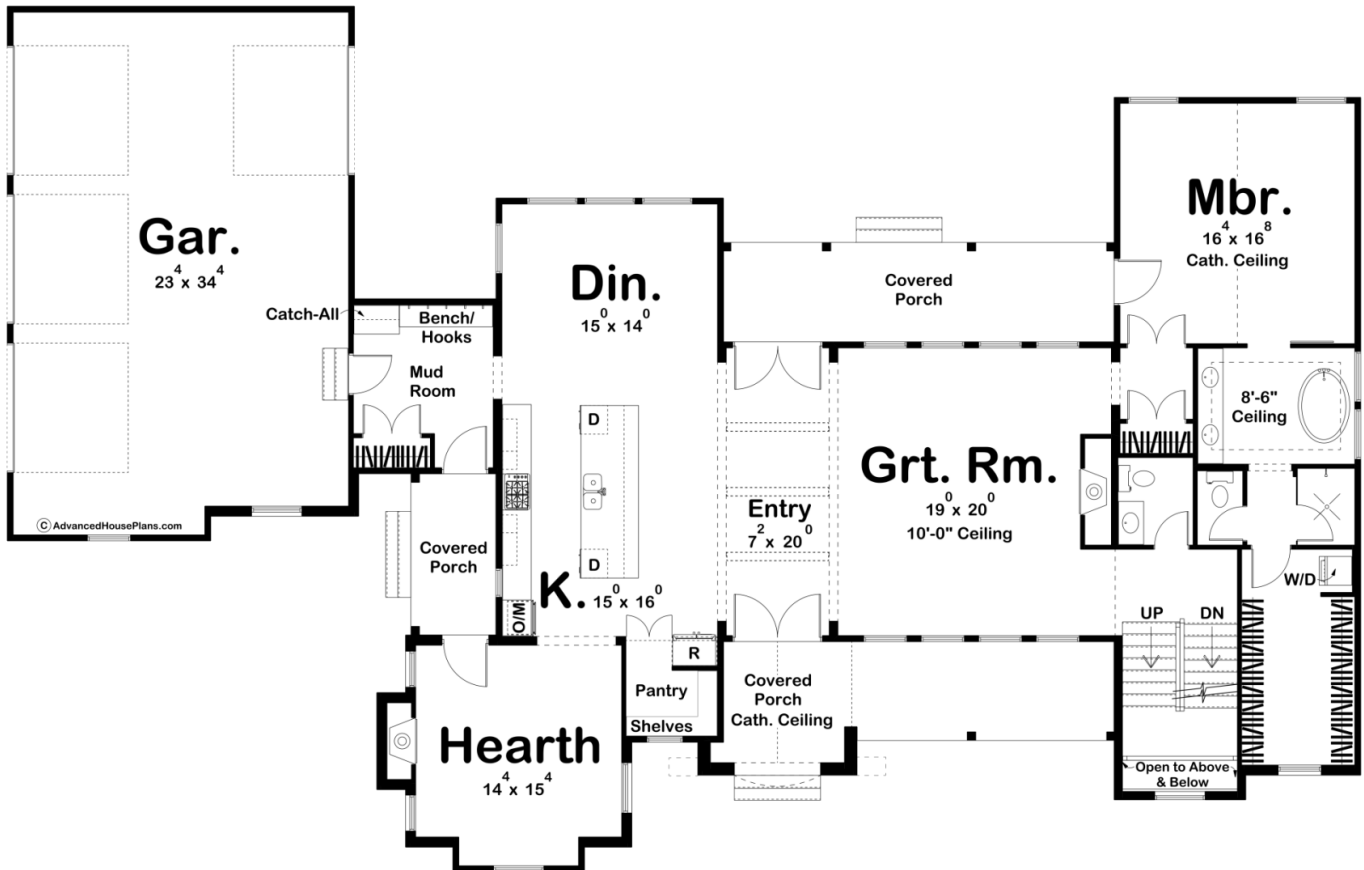 Gar.
23⁴ x 34⁴
© AdvancedHousePlans.com
Catch-All
Bench/
Hooks
Mud
Room
Covered
Porch
Din.
15⁰ x 14⁰
D
D
K. 15⁰ x 16⁰
O/M
R
Pantry
Shelves
Hearth
14⁴ x 15⁴
Covered
Porch
Entry
7² x 20⁰
Covered
Porch
Cath. Ceiling
Grt. Rm.
19⁰ x 20⁰
10'-0" Ceiling
Mbr.
16⁴ x 16⁸
Cath. Ceiling
8'-6"
Ceiling
W/D
UP
DN
Open to Above
& Below